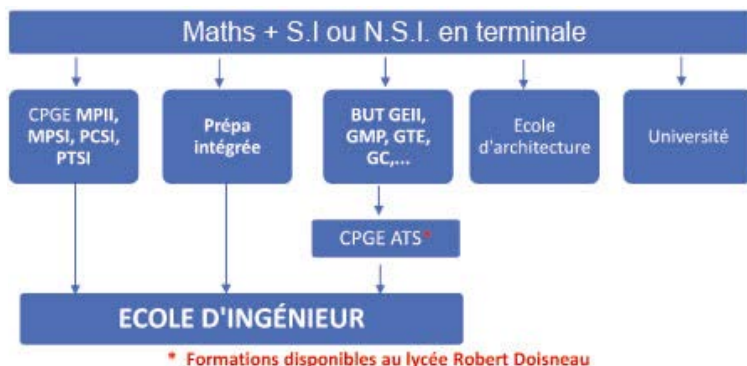 Maths + S.I ou N.S.I. en terminale
CPGE MPII,
MPSI, PCSI,
PTSI
Prépa
intégrée
BUT GEII,
GMP, GTE,
GC,...
Ecole
d'architecture
Université
CPGE ATS*
ECOLE D'INGÉNIEUR
* Formations disponibles au lycée Robert Doisneau